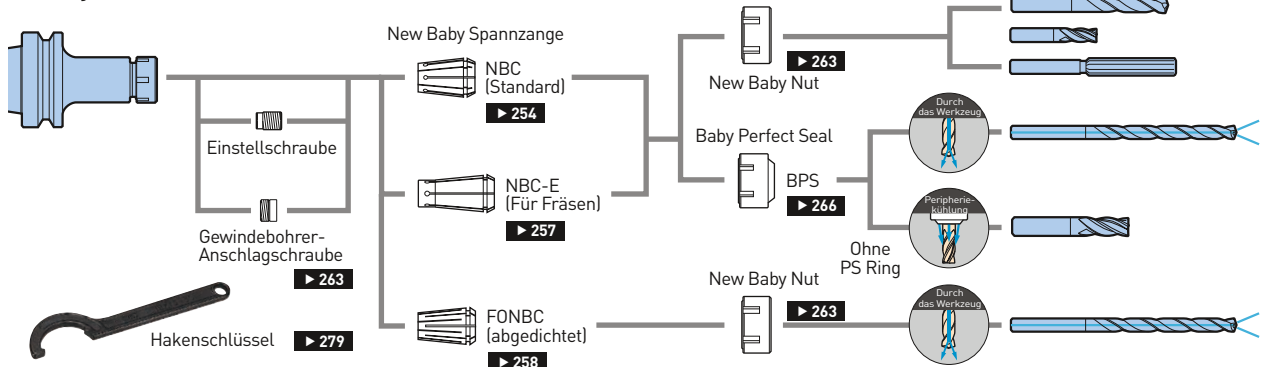 New Baby Spannzange
NBC
(Standard)
▶ 254
Einstellschraube
NBC-E
(Für Fräsen)
▶ 257
Gewindebohrer-
Anschlagschraube
▶ 263
Hakenschlüssel ▶ 279
FONBC
(abgedichtet)
▶ 258
▶ 263
New Baby Nut
Baby Perfect Seal
BPS
▶ 266
Durch
das Werkzeug
Peripherie-
kühlung
Ohne
PS Ring
New Baby Nut
▶ 263
Durch
das Werkzeug